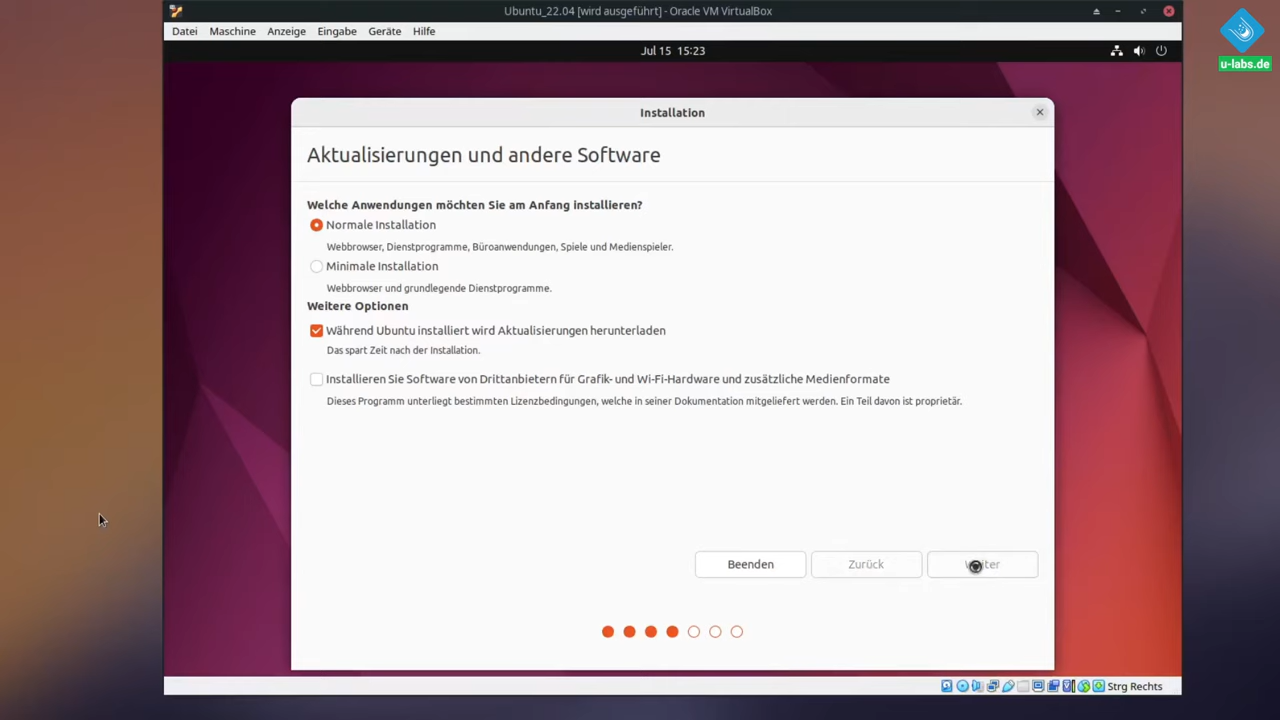 Ubuntu_22.04 [wird ausgeführt] - Oracle VM VirtualBox
Datei Maschine Anzeige Eingabe Geräte Hilfe
u-labs.de
Jul 15 15:23
Installation
Aktualisierungen und andere Software
Welche Anwendungen möchten Sie am Anfang installieren?
Normale Installation
Webbrowser, Dienstprogramme, Büroanwendungen, Spiele und Medienspieler.
Minimale Installation
Webbrowser und grundlegende Dienstprogramme.
Weitere Optionen
Während Ubuntu installiert wird Aktualisierungen herunterladen
Das spart Zeit nach der Installation.
Installieren Sie Software von Drittanbietern für Grafik- und Wi-Fi-Hardware und zusätzliche Medienformate
Dieses Programm unterliegt bestimmten Lizenzbedingungen, welche in seiner Dokumentation mitgeliefert werden. Ein Teil davon ist proprietär.
Beenden Zurück Weiter
Strg Rechts